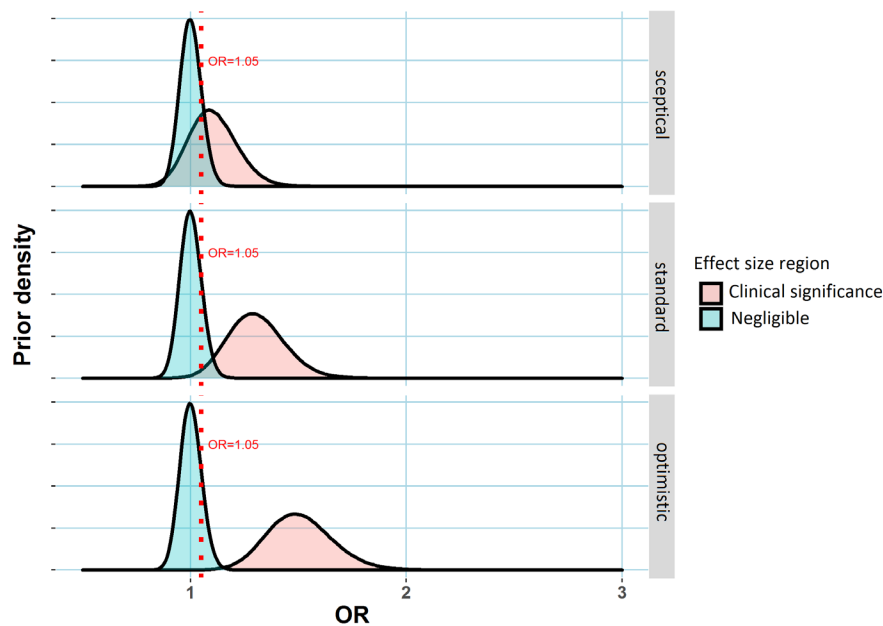 OR=1.05
sceptical
OR=1.05
standard
OR=1.05
optimistic
Prior density
Effect size region
Clinical significance
Negligible
1
2
3
OR